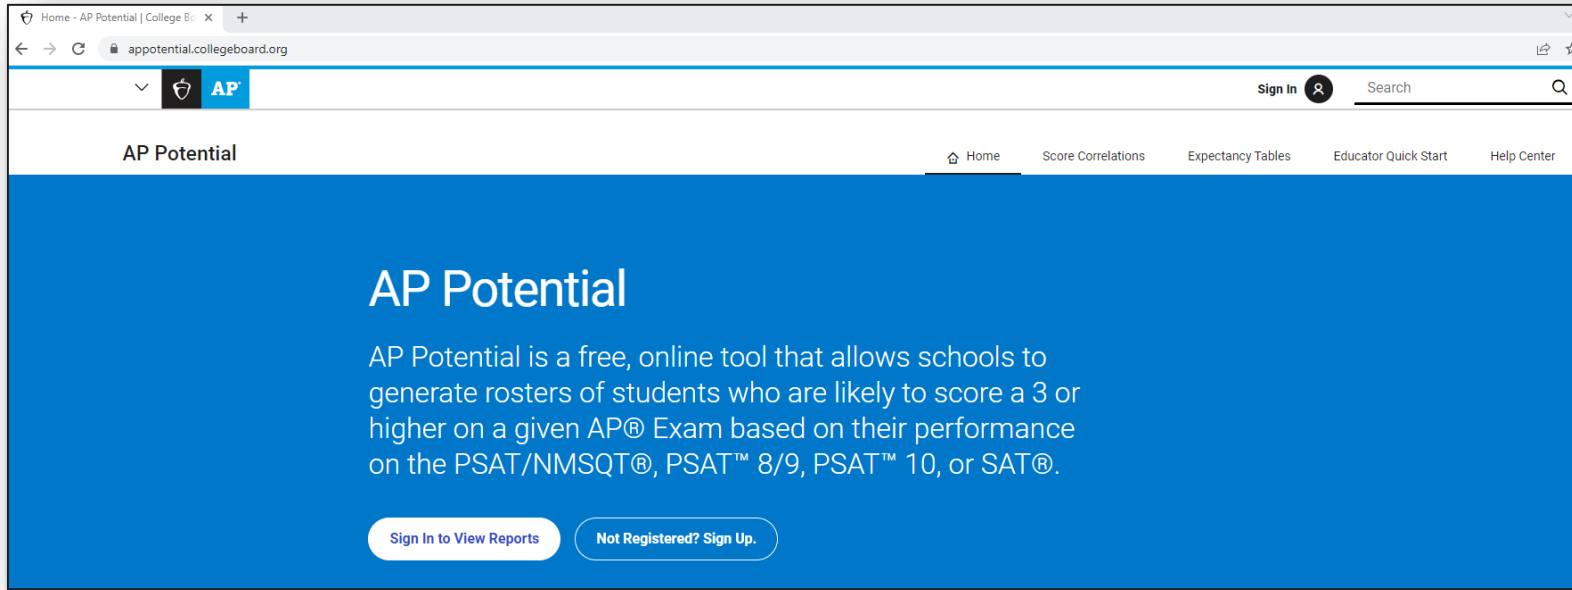 Home - AP Potential | College Bo
appotential.collegeboard.org
AP®
Sign In
Search
AP Potential
Home
Score Correlations
Expectancy Tables
Educator Quick Start
Help Center
AP Potential
AP Potential is a free, online tool that allows schools to
generate rosters of students who are likely to score a 3 or
higher on a given AP® Exam based on their performance
on the PSAT/NMSQT®, PSAT™ 8/9, PSAT™ 10, or SAT®.
Sign In to View Reports
Not Registered? Sign Up.